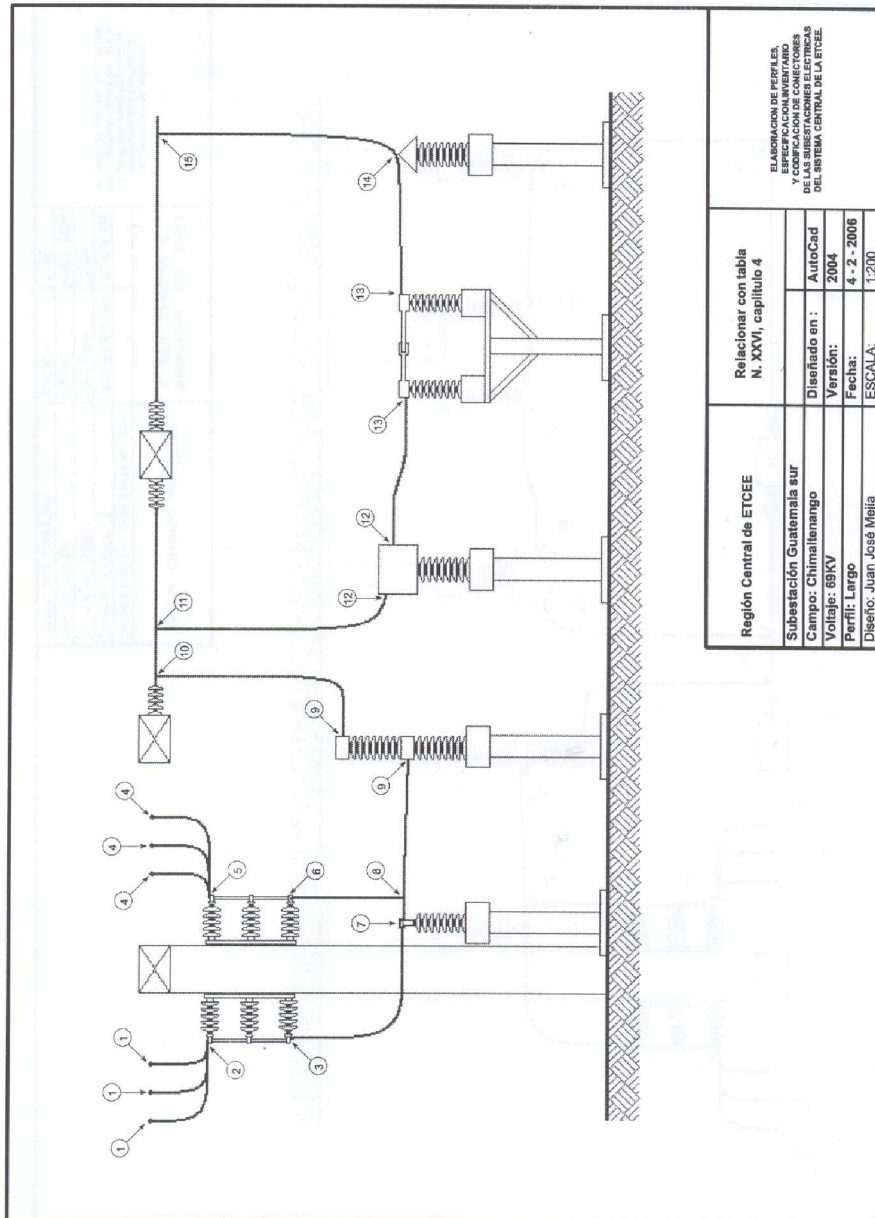 1
1
1
2
3
4
4
4
5
6
7
8
9
9
10
11
12
12
13
13
14
15
Región Central de ETCEE
Relacionar con tabla
N. XXVI, caplitulo 4
ELABORACION DE PERFILES,
ESPECIFICACION,INVENTARIO
Y CODIFICACION DE CONECTORES
DE LAS SUBESTACIONES ELECTRICAS
DEL SISTEMA CENTRAL DE LA ETCEE.
Subestación Guatemala sur
Campo: Chimaltenango
Diseñado en :
AutoCad
Voltaje: 69KV
Versión:
2004
Perfil: Largo
Fecha:
4 - 2 - 2006
Diseño: Juan José Mejía
ESCALA:
1:200